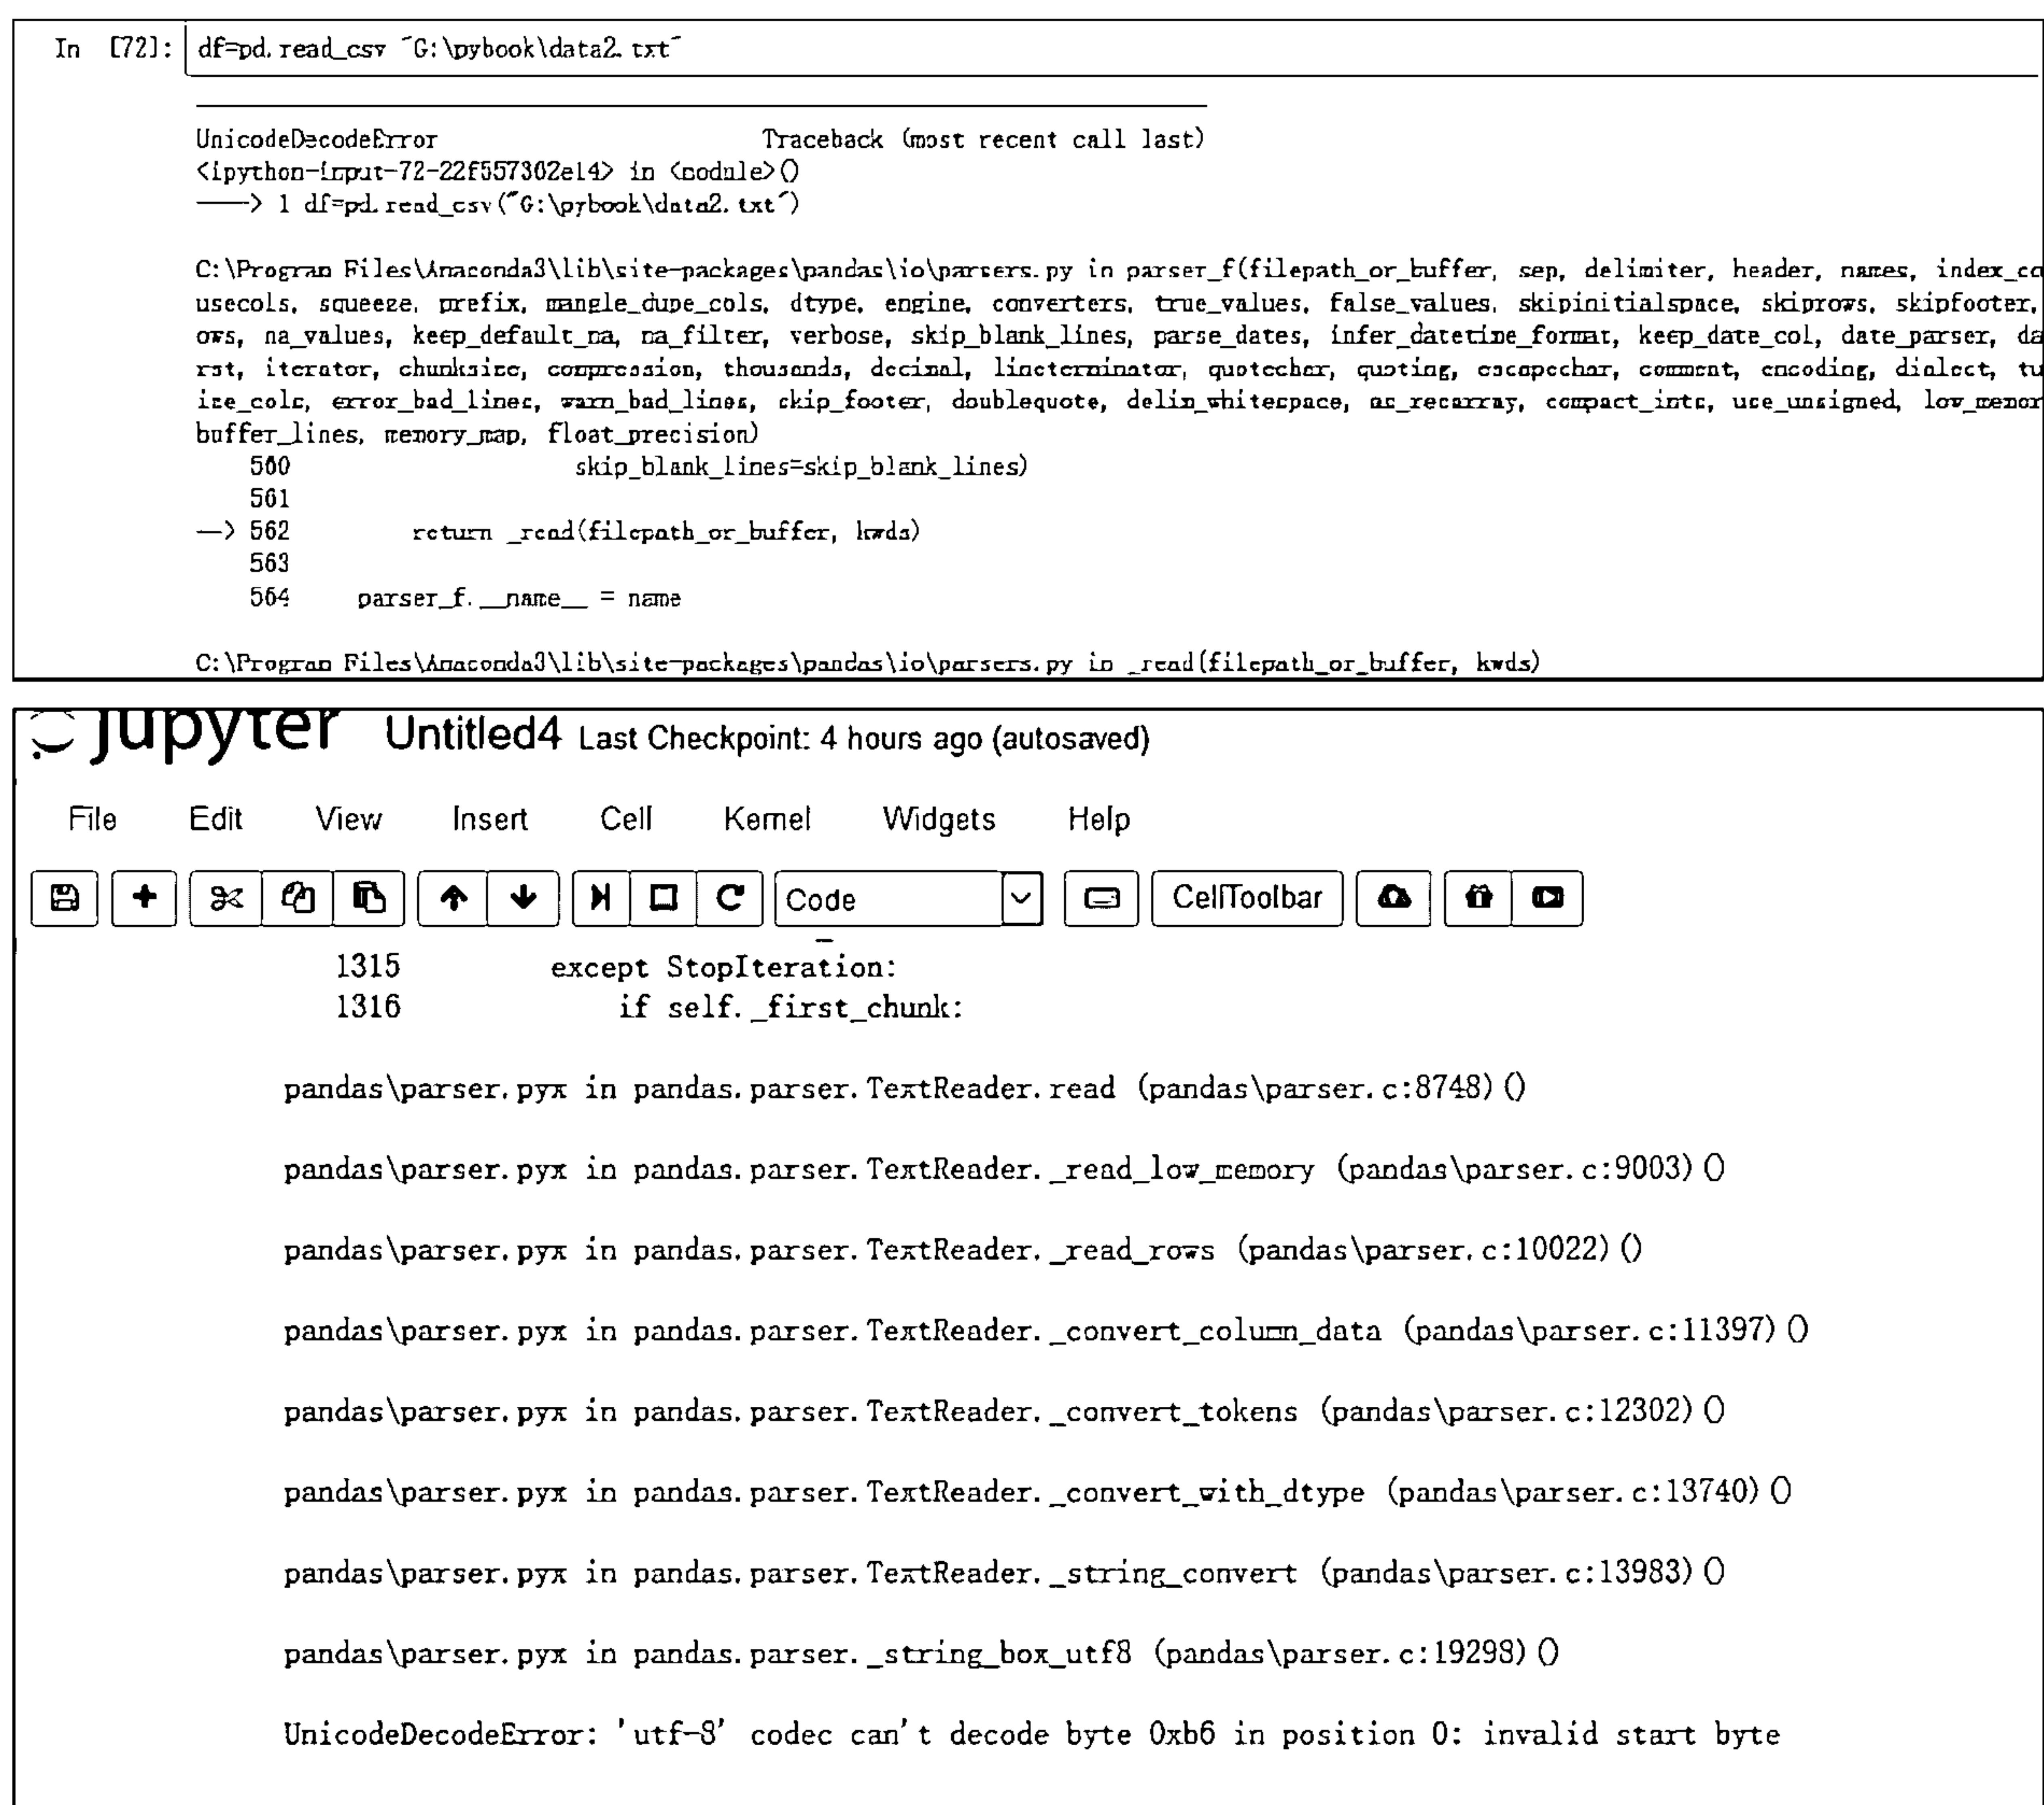 In [72]: df=pd.read_csv "G:\pybook\data2.txt"
UnicodeDecodeError Traceback (most recent call last)
<ipython-input-72-22f557302e14> in <module>()
——> 1 df=pd.read_csv("G:\pybook\data2.txt")
C:\Program Files\Anaconda3\lib\site-packages\pandas\io\parsers.py in parser_f(filepath_or_buffer, sep, delimiter, header, names, index_co
usecols, squeeze, prefix, mangle_dupe_cols, dtype, engine, converters, true_values, false_values, skipinitialspace, skiprows, skipfooter,
ows, na_values, keep_default_na, na_filter, verbose, skip_blank_lines, parse_dates, infer_datetime_format, keep_date_col, date_parser, da
rst, iterator, chunksize, compression, thousands, decimal, lineterminator, quotechar, quoting, escapechar, comment, encoding, dialect, tu
ize_cols, error_bad_lines, warn_bad_lines, skip_footer, doublequote, delim_whitespace, as_recarray, compact_ints, use_unsigned, low_memor
buffer_lines, memory_map, float_precision)
560 skip_blank_lines=skip_blank_lines)
561
—> 562 return _read(filepath_or_buffer, kwds)
563
564 parser_f.__name__ = name
C:\Program Files\Anaconda3\lib\site-packages\pandas\io\parsers.py in _read(filepath_or_buffer, kwds)
jupyter Untitled4 Last Checkpoint: 4 hours ago (autosaved)
File Edit View Insert Cell Kernel Widgets Help
Code CellToolbar
1315 except StopIteration:
1316 if self._first_chunk:
pandas\parser.pyx in pandas.parser.TextReader.read (pandas\parser.c:8748)()
pandas\parser.pyx in pandas.parser.TextReader._read_low_memory (pandas\parser.c:9003)()
pandas\parser.pyx in pandas.parser.TextReader._read_rows (pandas\parser.c:10022)()
pandas\parser.pyx in pandas.parser.TextReader._convert_column_data (pandas\parser.c:11397)()
pandas\parser.pyx in pandas.parser.TextReader._convert_tokens (pandas\parser.c:12302)()
pandas\parser.pyx in pandas.parser.TextReader._convert_with_dtype (pandas\parser.c:13740)()
pandas\parser.pyx in pandas.parser.TextReader._string_convert (pandas\parser.c:13983)()
pandas\parser.pyx in pandas.parser._string_box_utf8 (pandas\parser.c:19298)()
UnicodeDecodeError: 'utf-8' codec can't decode byte 0xb6 in position 0: invalid start byte